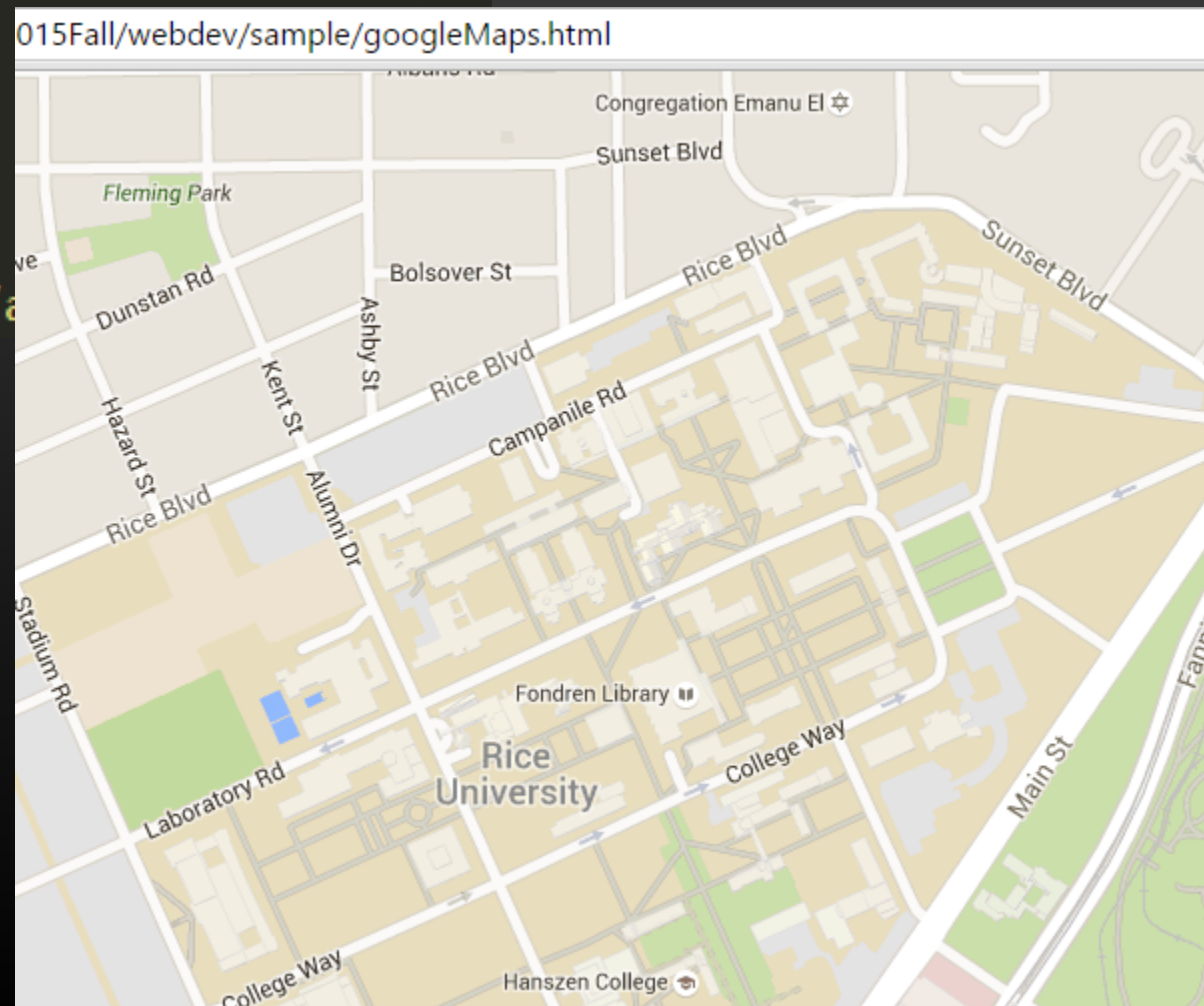 015Fall/webdev/sample/googleMaps.html
Congregation Emanu El
Sunset Blvd
Fleming Park
Rice Blvd
Sunset Blvd
ve
Bolsover St
Dunstan Rd
Ashby St
Rice Blvd
Kent St
Campanile Rd
Hazard St
Rice Blvd
Alumni Dr
Stadium Rd
Fondren Library
Rice
University
College Way
Main St
Laboratory Rd
College Way
Hanszen College